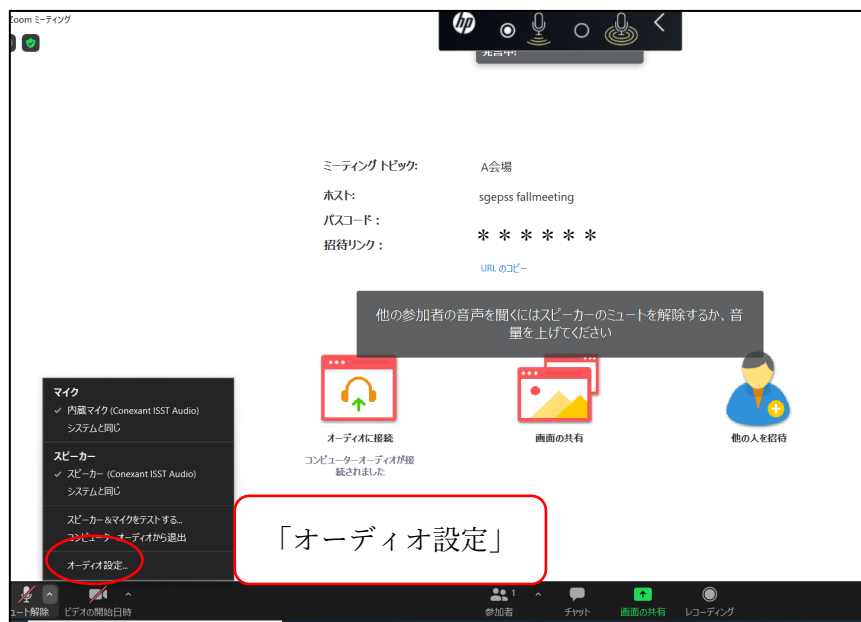 Zoom ミーティング
hp
発言中:
ミーティング トピック: A会場
ホスト: sgepss fallmeeting
パスコード：
＊＊＊＊＊＊
招待リンク：
URL のコピー
他の参加者の音声を聞くにはスピーカーのミュートを解除するか、音
量を上げてください
オーディオに接続
コンピューターオーディオが接
続されました
画面の共有
他の人を招待
マイク
✓ 内蔵マイク (Conexant ISST Audio)
システムと同じ
スピーカー
✓ スピーカー (Conexant ISST Audio)
システムと同じ
スピーカー&マイクをテストする...
コンピューターオーディオから退出
オーディオ設定...
「オーディオ設定」
ュート解除
ビデオの開始日時
1
参加者
チャット
画面の共有
レコーディング